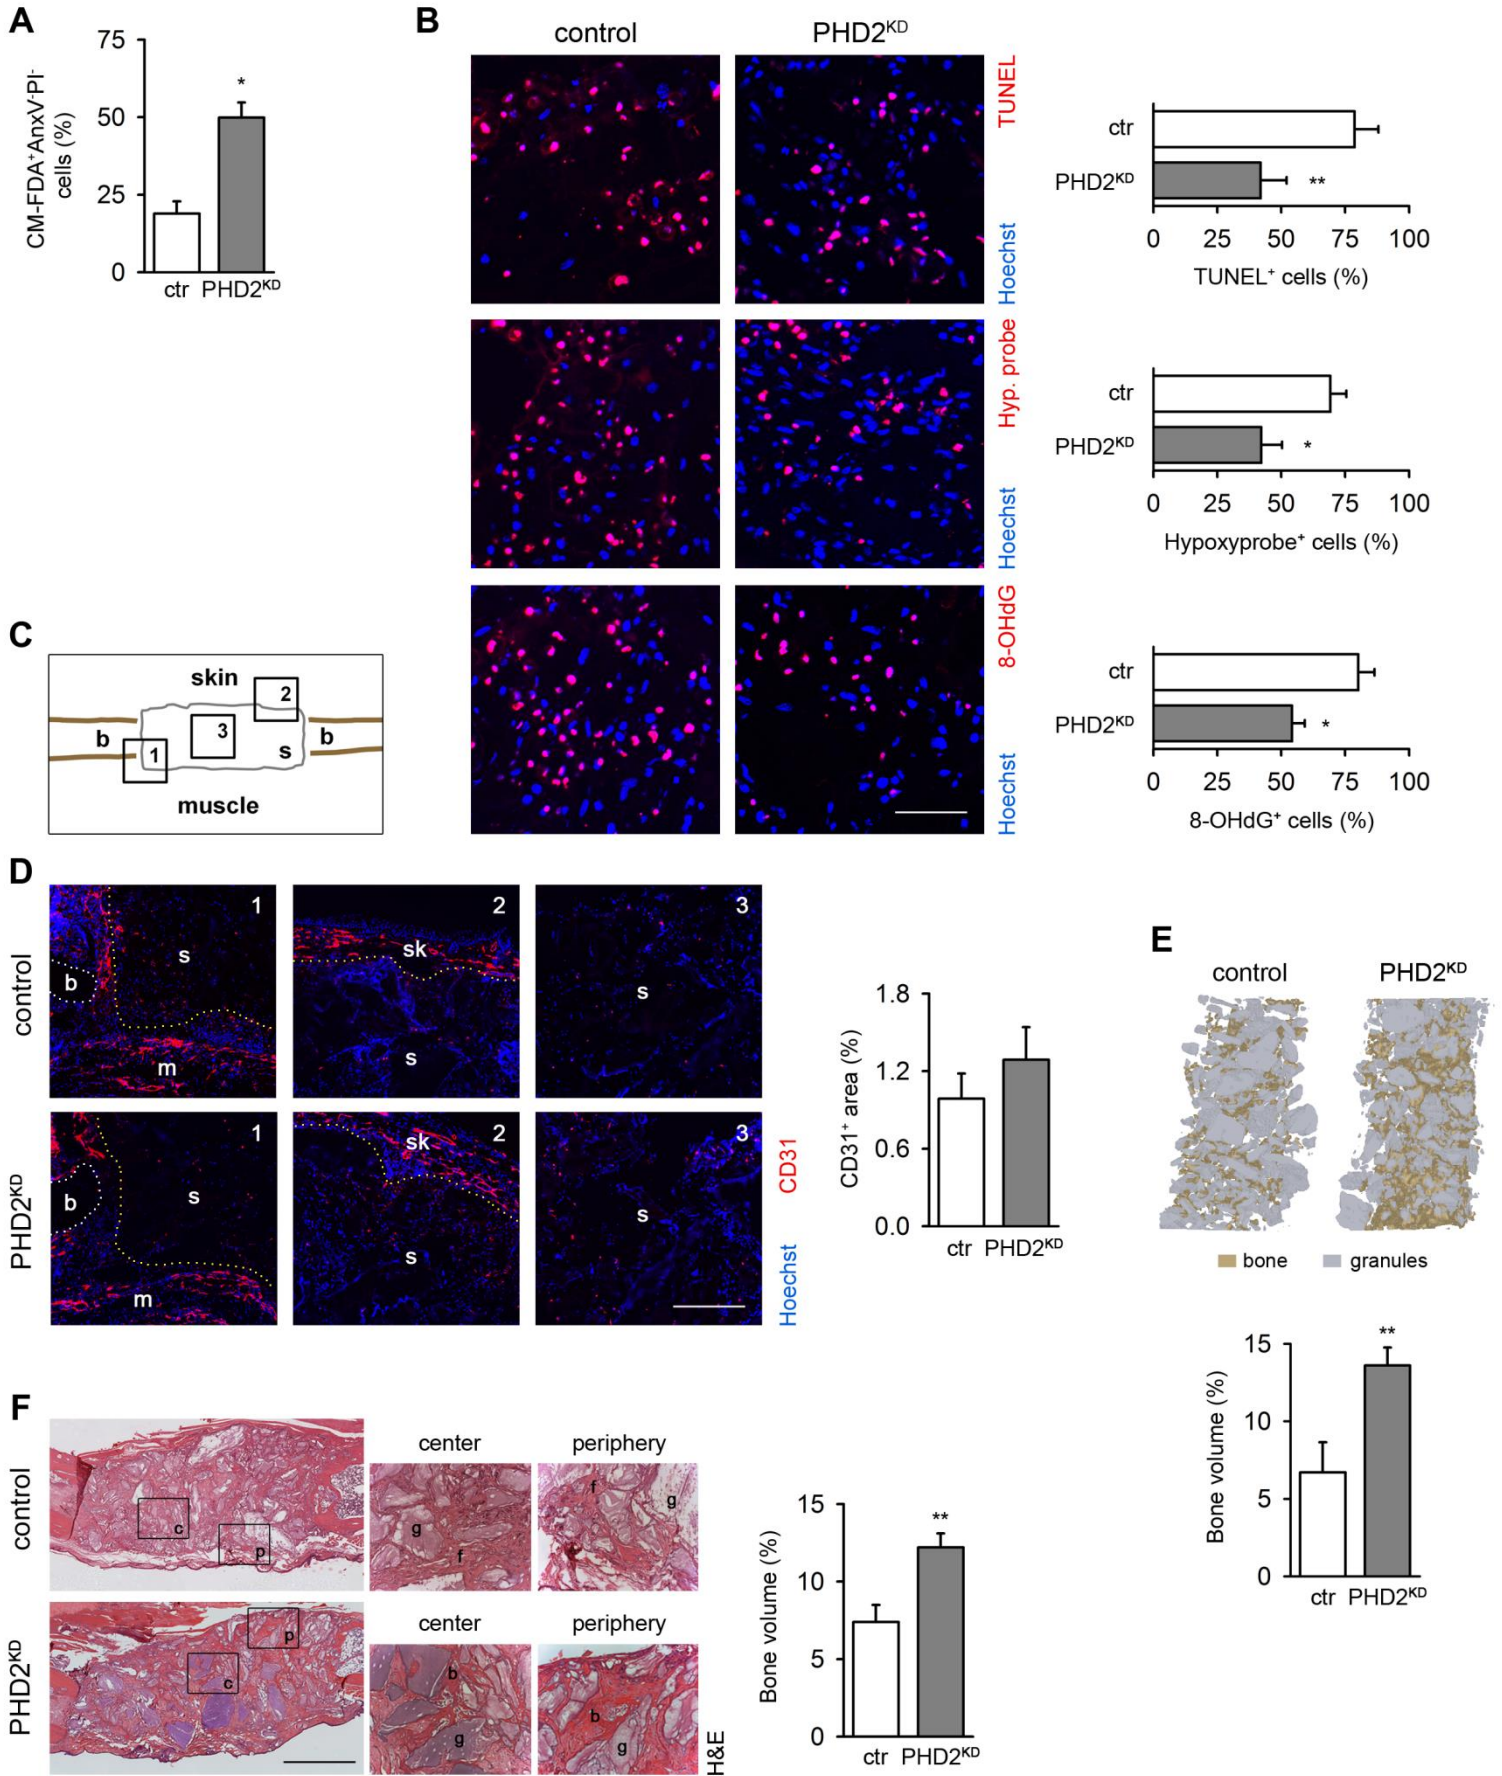 A
75
50
25
0
CM-FDA⁺AnxV⁻PI⁻
cells (%)
*
ctr PHD2ᴷᴰ
B
control PHD2ᴷᴰ
TUNEL
Hoechst
ctr
PHD2ᴷᴰ
**
0 25 50 75 100
TUNEL⁺ cells (%)
Hyp. probe
Hoechst
ctr
PHD2ᴷᴰ
*
0 25 50 75 100
Hypoxyprobe⁺ cells (%)
8-OHdG
Hoechst
ctr
PHD2ᴷᴰ
*
0 25 50 75 100
8-OHdG⁺ cells (%)
C
skin
2
3
b
1
s
b
muscle
D
control
1
s
b
m
2
sk
s
3
s
PHD2ᴷᴰ
1
b
s
m
2
sk
s
3
s
CD31
Hoechst
1.8
1.2
0.6
0.0
CD31⁺ area (%)
ctr PHD2ᴷᴰ
E
control PHD2ᴷᴰ
bone granules
15
10
5
0
Bone volume (%)
**
ctr PHD2ᴷᴰ
F
control
c
p
center periphery
g
f
f
g
PHD2ᴷᴰ
p
c
center periphery
b
g
b
g
H&E
15
10
5
0
Bone volume (%)
**
ctr PHD2ᴷᴰ